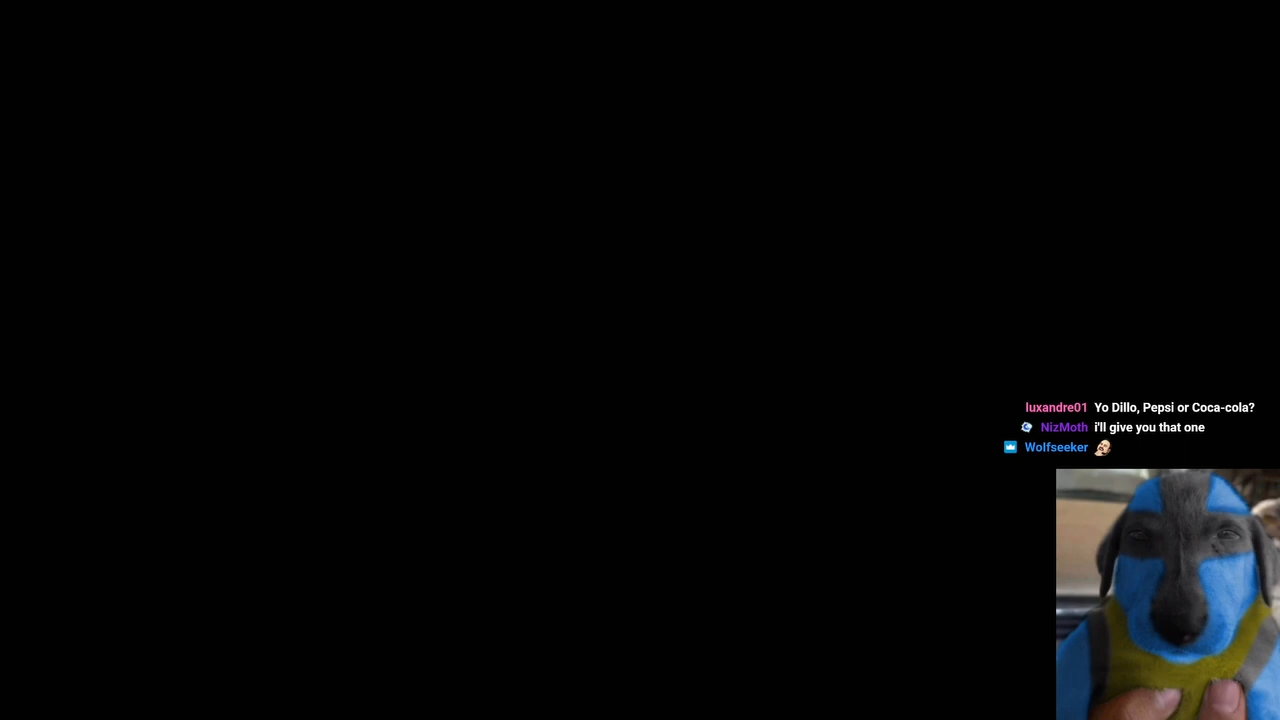 luxandre01 Yo Dillo, Pepsi or Coca-cola?
NizMoth i'll give you that one
Wolfseeker